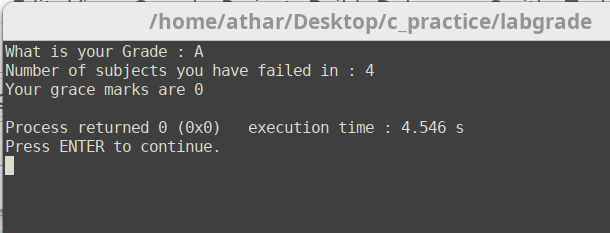 /home/athar/Desktop/c_practice/labgrade
What is your Grade : A
Number of subjects you have failed in : 4
Your grace marks are 0
Process returned 0 (0x0)   execution time : 4.546 s
Press ENTER to continue.